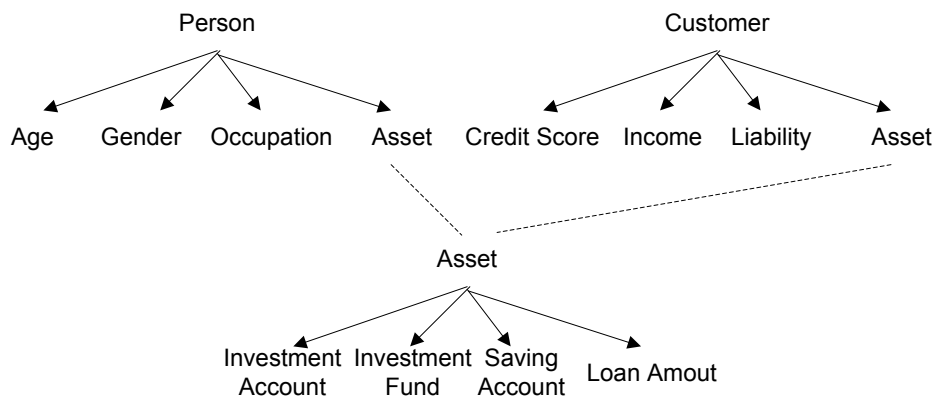 Person
Customer
Age Gender Occupation Asset Credit Score Income Liability Asset
Asset
Investment Investment Saving
Account Fund Account Loan Amout